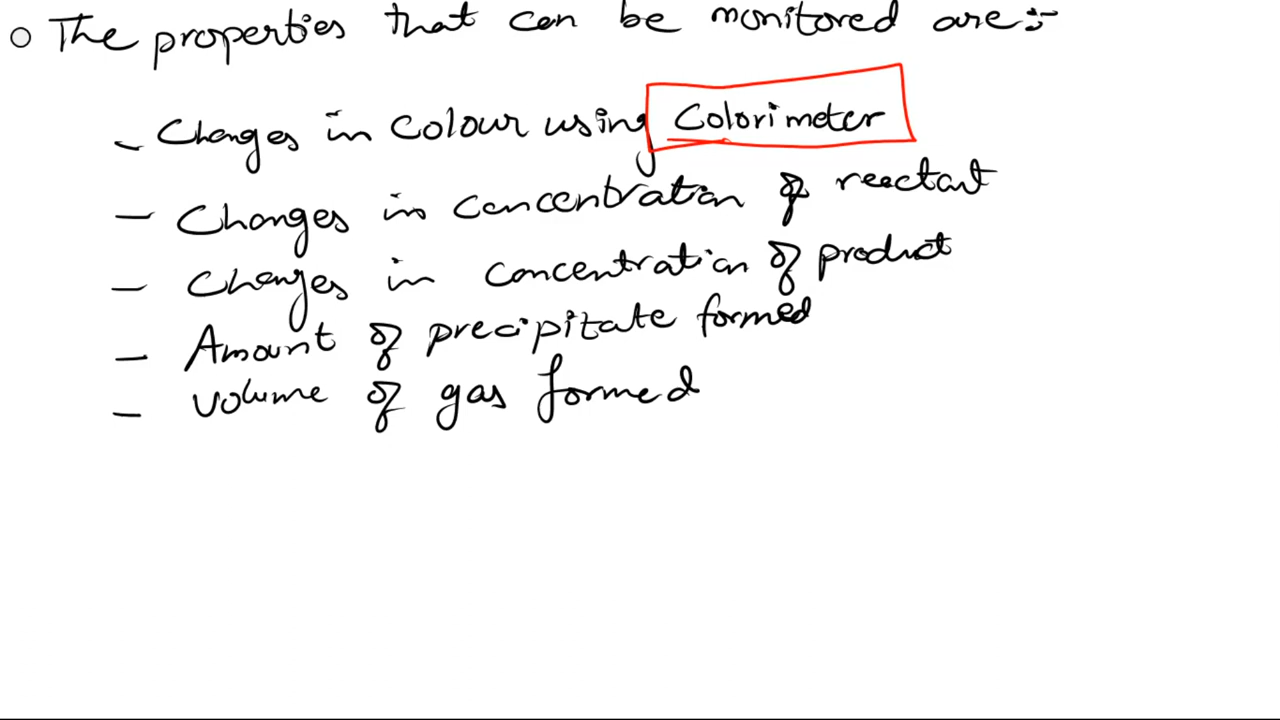 ○ The properties that can be monitored are :-
- Changes in colour using Colorimeter
- Changes in concentration of reactant
- Changes in concentration of product
- Amount of precipitate formed
- Volume of gas formed